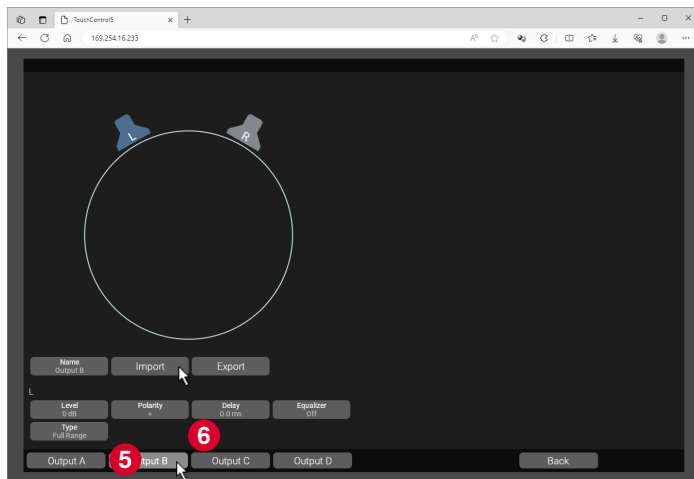 TouchControl5
169.254.16.233
L R
Name
Output B
Import
Export
L
Level
0 dB
Polarity
+
Delay
0.0 ms
Equalizer
Off
Type
Full Range
6
5
Output A
tput B
Output C
Output D
Back